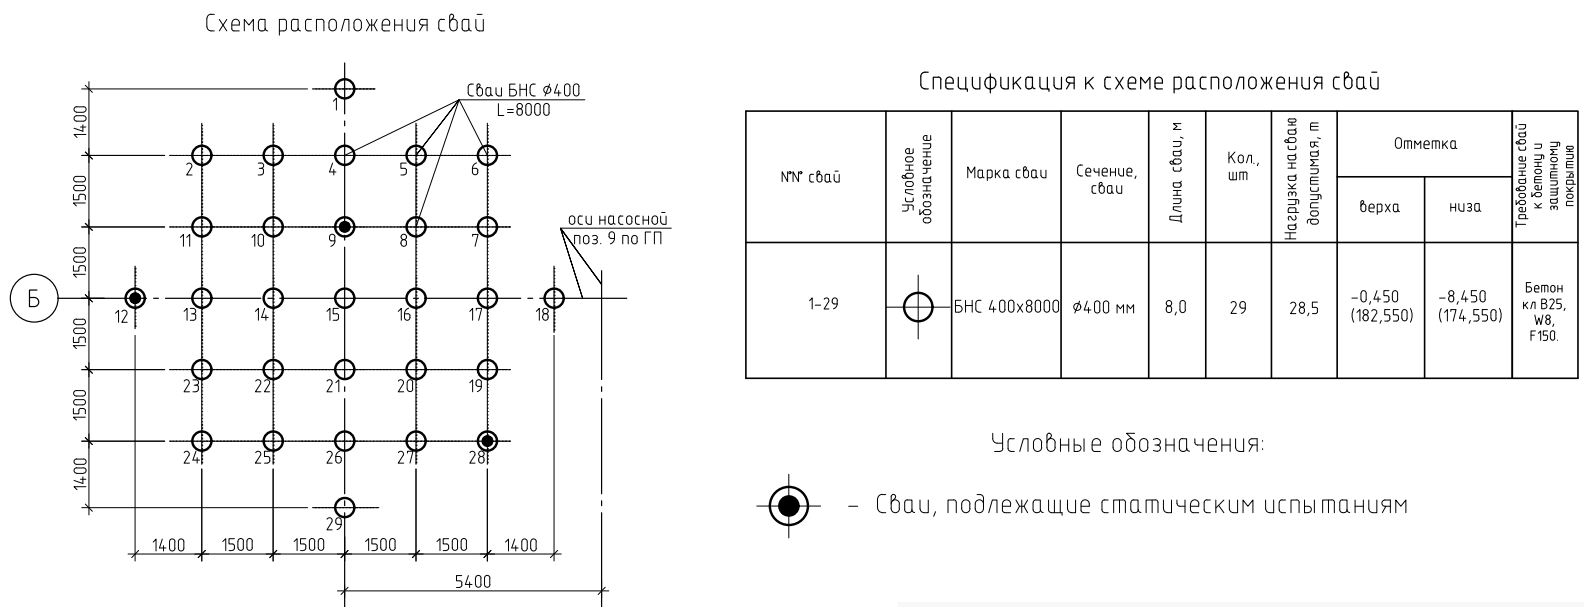 Схема расположения свай
Сваи БНС ⌀400
L=8000
оси насосной
поз. 9 по ГП
Б
1
2 3 4 5 6
11 10 9 8 7
12 13 14 15 16 17 18
23 22 21 20 19
24 25 26 27 28
29
1400
1500
1500
1500
1500
1400
1400 1500 1500 1500 1500 1400
5400
Спецификация к схеме расположения свай
N°N° свай
Условное
обозначение
Марка сваи
Сечение,
сваи
Длина сваи, м
Кол.,
шт
Нагрузка на сваю
допустимая, т
Отметка
верха
низа
Требование свай
к бетону и
защитному
покрытию
1-29
БНС 400х8000
⌀400 мм
8,0
29
28,5
-0,450
(182,550)
-8,450
(174,550)
Бетон
кл В25,
W8,
F150.
Условные обозначения:
- Сваи, подлежащие статическим испытаниям